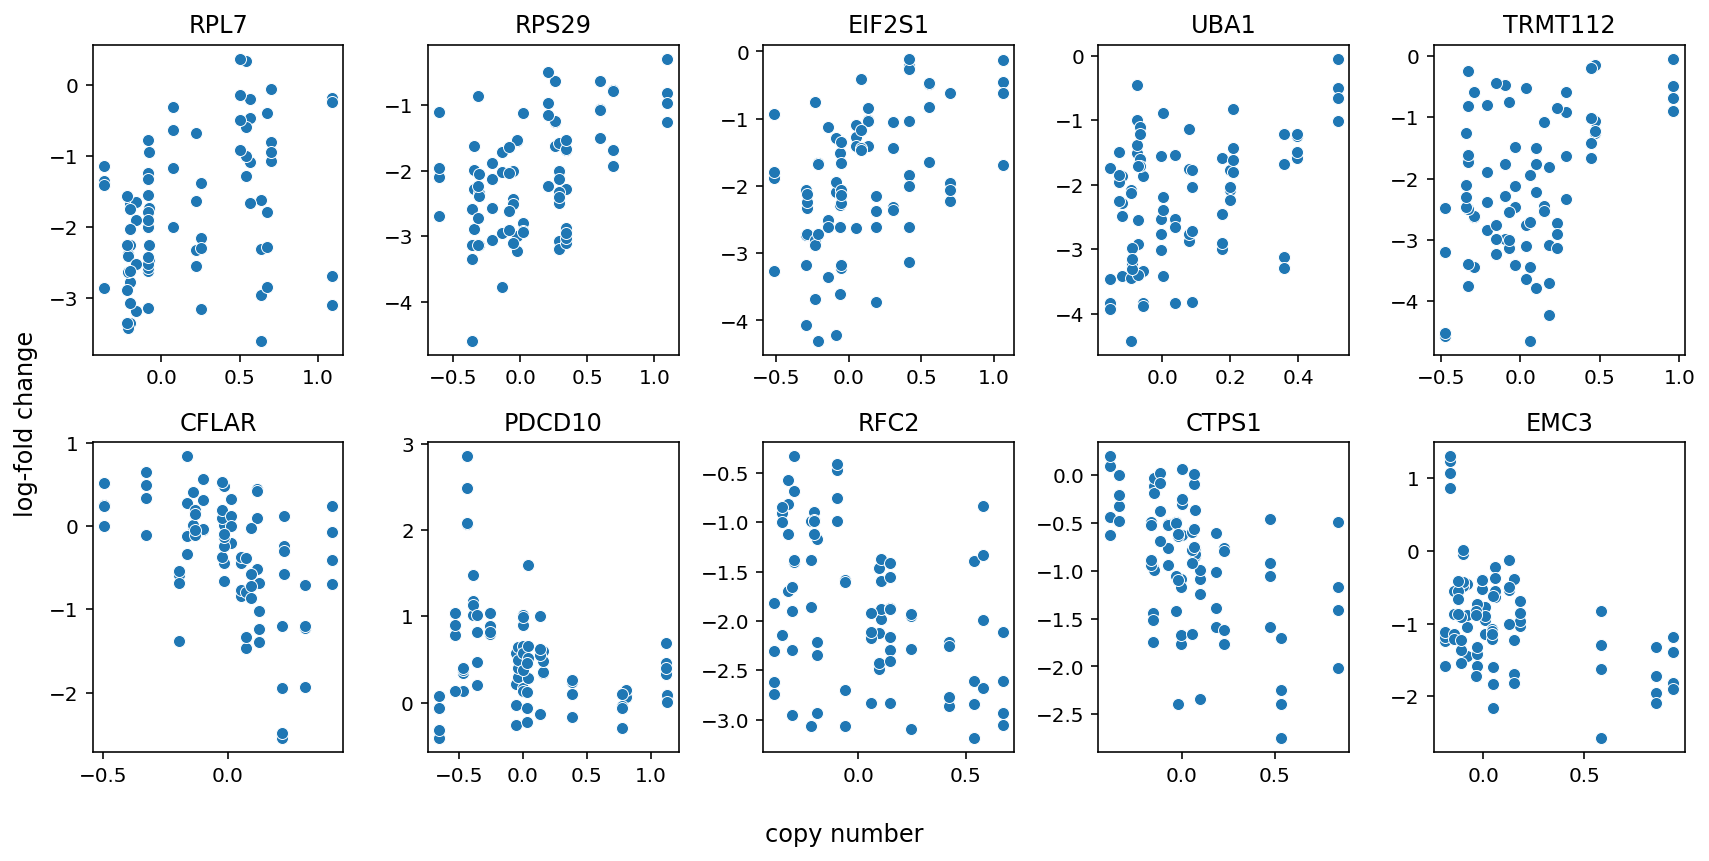 RPL7 RPS29 EIF2S1 UBA1 TRMT112
0 −1 −2 −3
−1 −2 −3 −4
0 −1 −2 −3 −4
0 −1 −2 −3 −4
0 −1 −2 −3 −4
0.0 0.5 1.0 −0.5 0.0 0.5 1.0 −0.5 0.0 0.5 1.0 0.0 0.2 0.4 −0.5 0.0 0.5 1.0
log-fold change
CFLAR PDCD10 RFC2 CTPS1 EMC3
1 0 −1 −2
3 2 1 0
−0.5 −1.0 −1.5 −2.0 −2.5 −3.0
0.0 −0.5 −1.0 −1.5 −2.0 −2.5
1 0 −1 −2
−0.5 0.0 −0.5 0.0 0.5 1.0 0.0 0.5 0.0 0.5 0.0 0.5
copy number